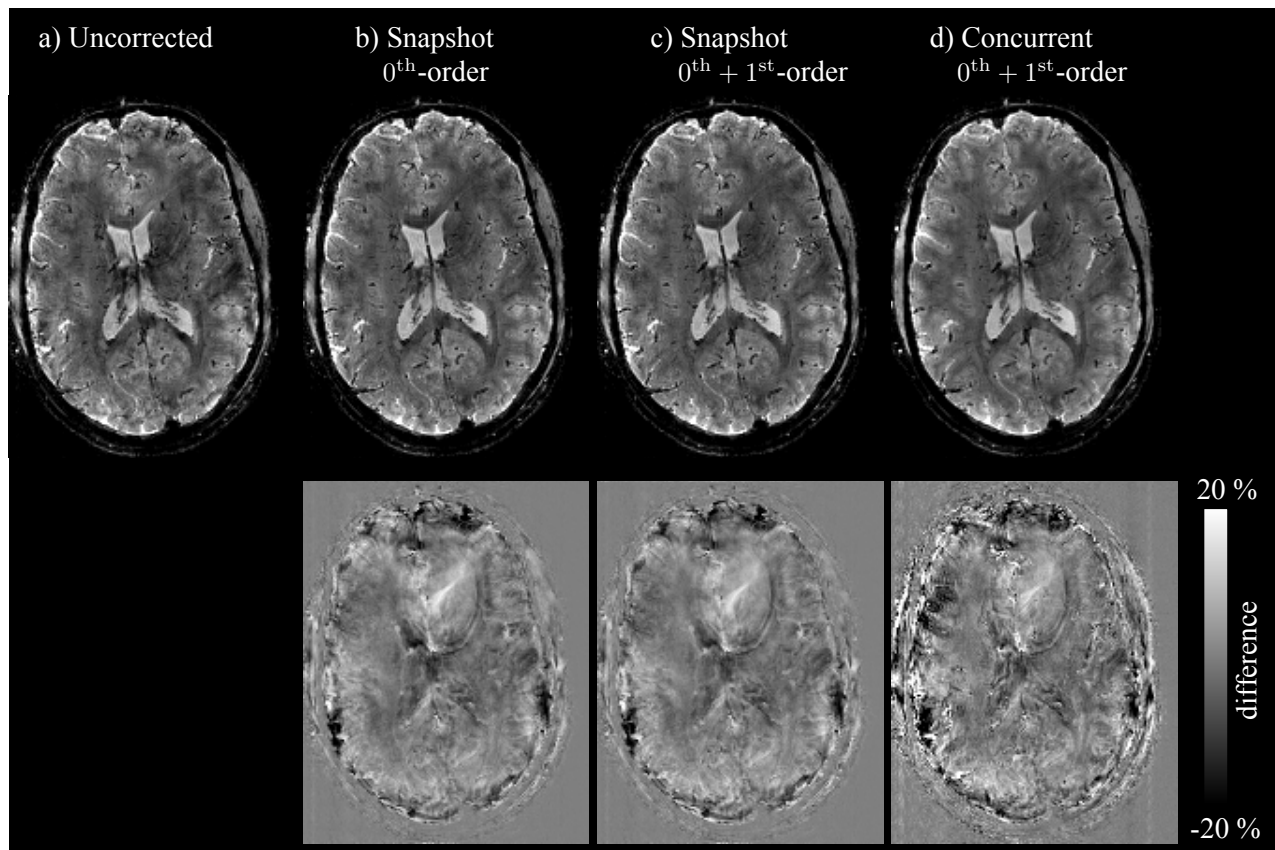 a) Uncorrected
b) Snapshot
0th-order
c) Snapshot
0th + 1st-order
d) Concurrent
0th + 1st-order
20 %
difference
-20 %